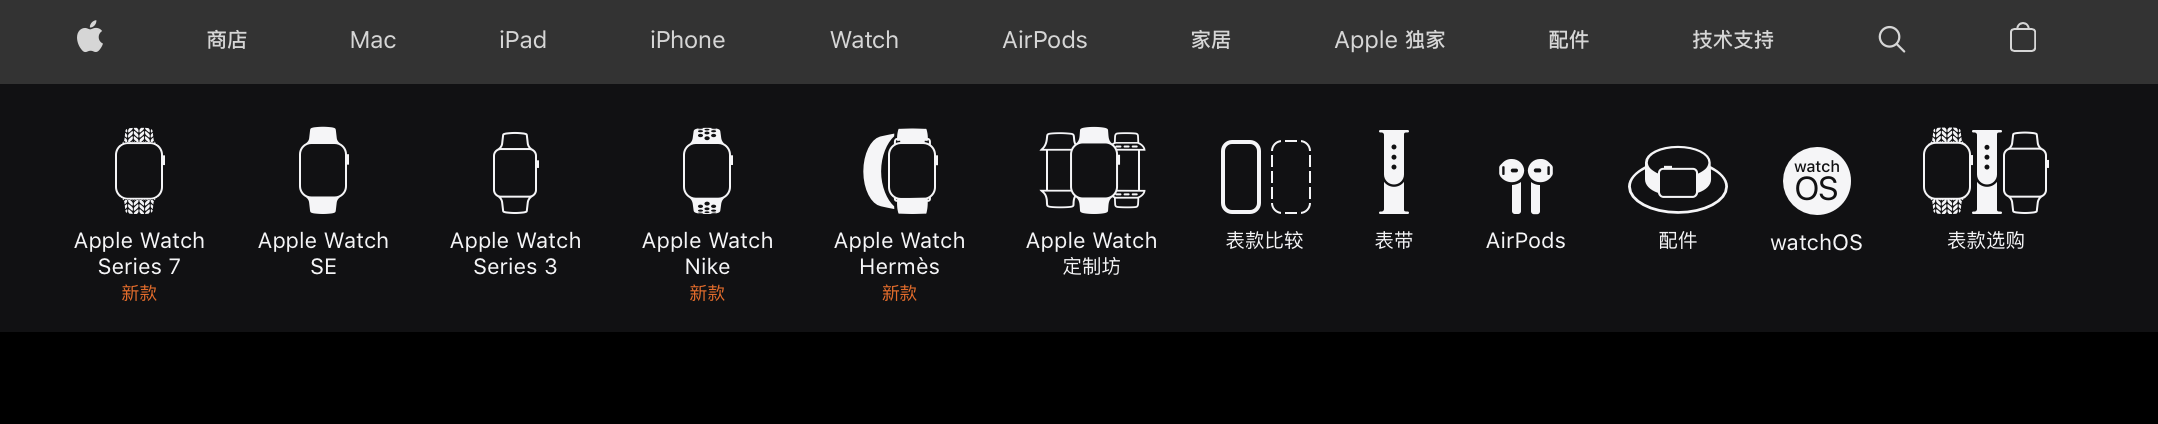 商店 Mac iPad iPhone Watch AirPods 家居 Apple 独家 配件 技术支持
watch
OS
Apple Watch
Series 7
新款
Apple Watch
SE
Apple Watch
Series 3
Apple Watch
Nike
新款
Apple Watch
Hermès
新款
Apple Watch
定制坊
表款比较
表带
AirPods
配件
watchOS
表款选购